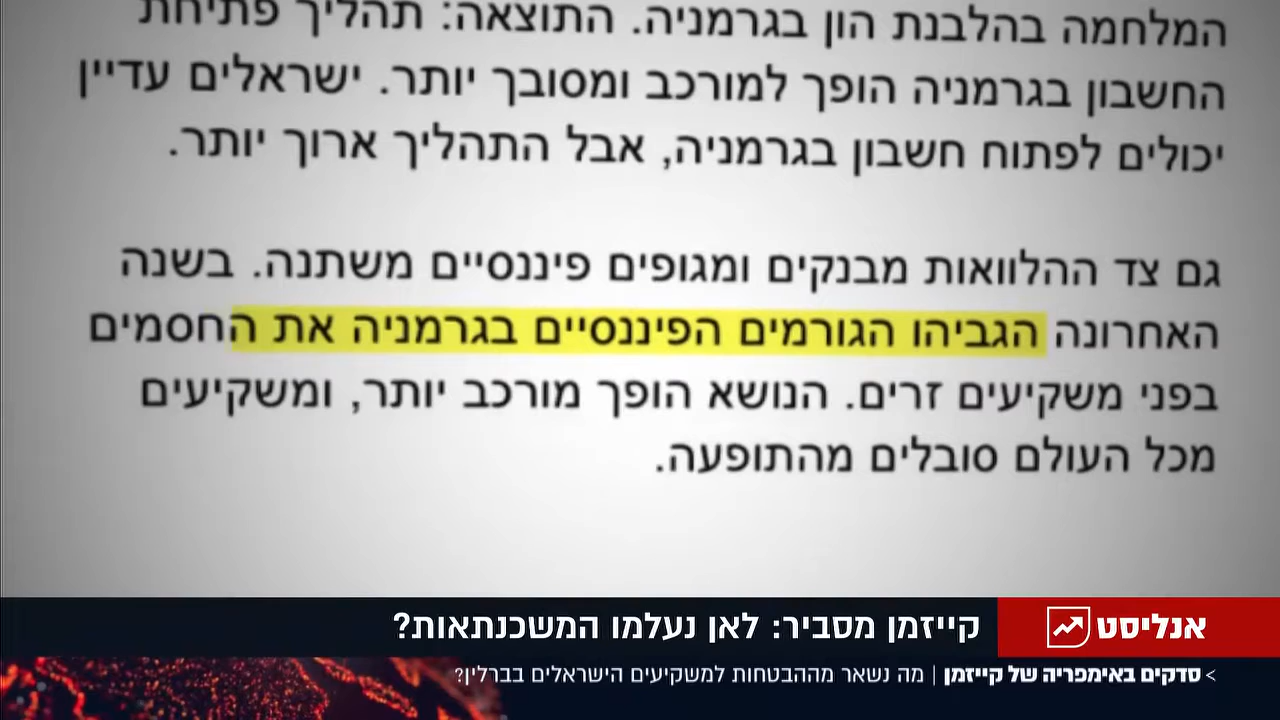 המלחמה בהלבנת הון בגרמניה. התוצאה: תהליך פתיחת
החשבון בגרמניה הופך למורכב ומסובך יותר. ישראלים עדיין
יכולים לפתוח חשבון בגרמניה, אבל התהליך ארוך יותר.
גם צד ההלוואות מבנקים ומגופים פיננסיים משתנה. בשנה
האחרונה הגביהו הגורמים הפיננסיים בגרמניה את החסמים
בפני משקיעים זרים. הנושא הופך מורכב יותר, ומשקיעים
מכל העולם סובלים מהתופעה.
אנליסט
קייזמן מסביר: לאן נעלמו המשכנתאות?
> סדקים באימפריה של קייזמן | מה נשאר מההבטחות למשקיעים הישראלים בברלין?